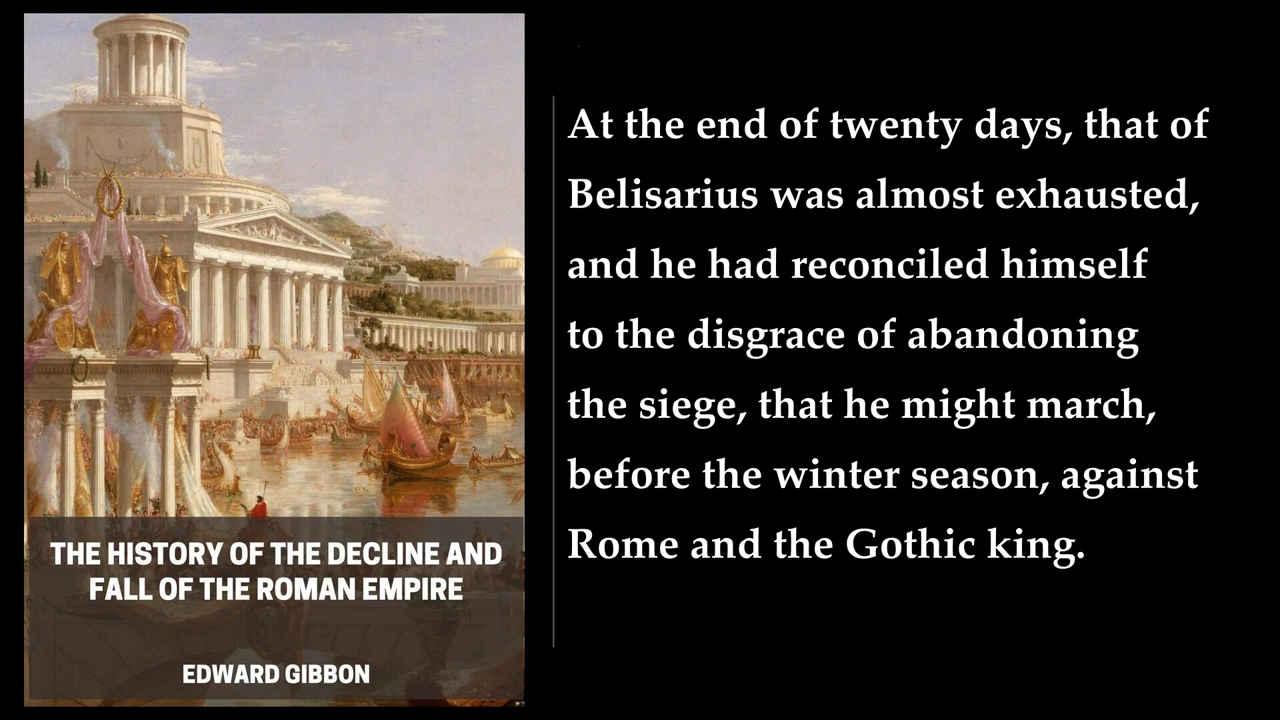 THE HISTORY OF THE DECLINE AND
FALL OF THE ROMAN EMPIRE
EDWARD GIBBON
At the end of twenty days, that of
Belisarius was almost exhausted,
and he had reconciled himself
to the disgrace of abandoning
the siege, that he might march,
before the winter season, against
Rome and the Gothic king.